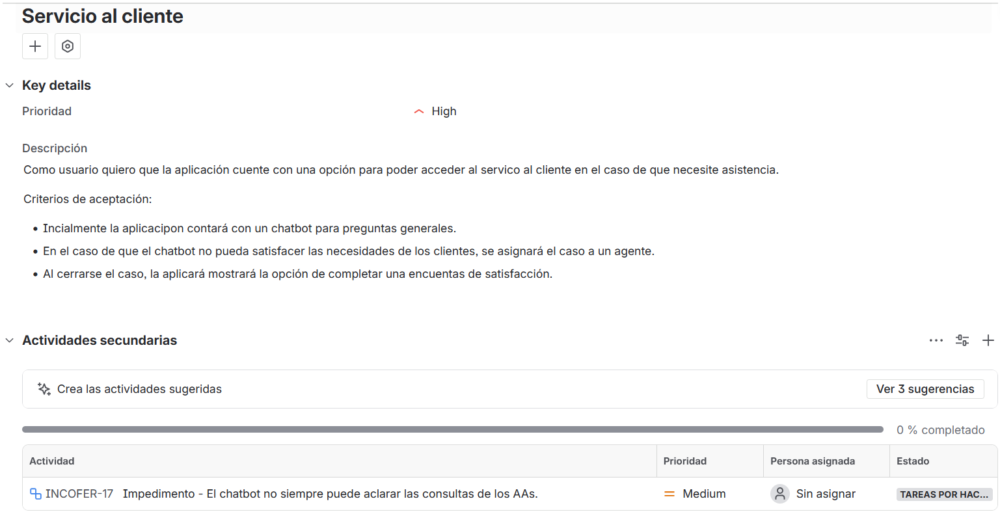 Servicio al cliente
Key details
Prioridad
High
Descripción
Como usuario quiero que la aplicación cuente con una opción para poder acceder al servico al cliente en el caso de que necesite asistencia.
Criterios de aceptación:
Incialmente la aplicacipon contará con un chatbot para preguntas generales.
En el caso de que el chatbot no pueda satisfacer las necesidades de los clientes, se asignará el caso a un agente.
Al cerrarse el caso, la aplicará mostrará la opción de completar una encuentas de satisfacción.
Actividades secundarias
Crea las actividades sugeridas
Ver 3 sugerencias
0 % completado
Actividad Prioridad Persona asignada Estado
INCOFER-17 Impedimento - El chatbot no siempre puede aclarar las consultas de los AAs. Medium Sin asignar TAREAS POR HAC...